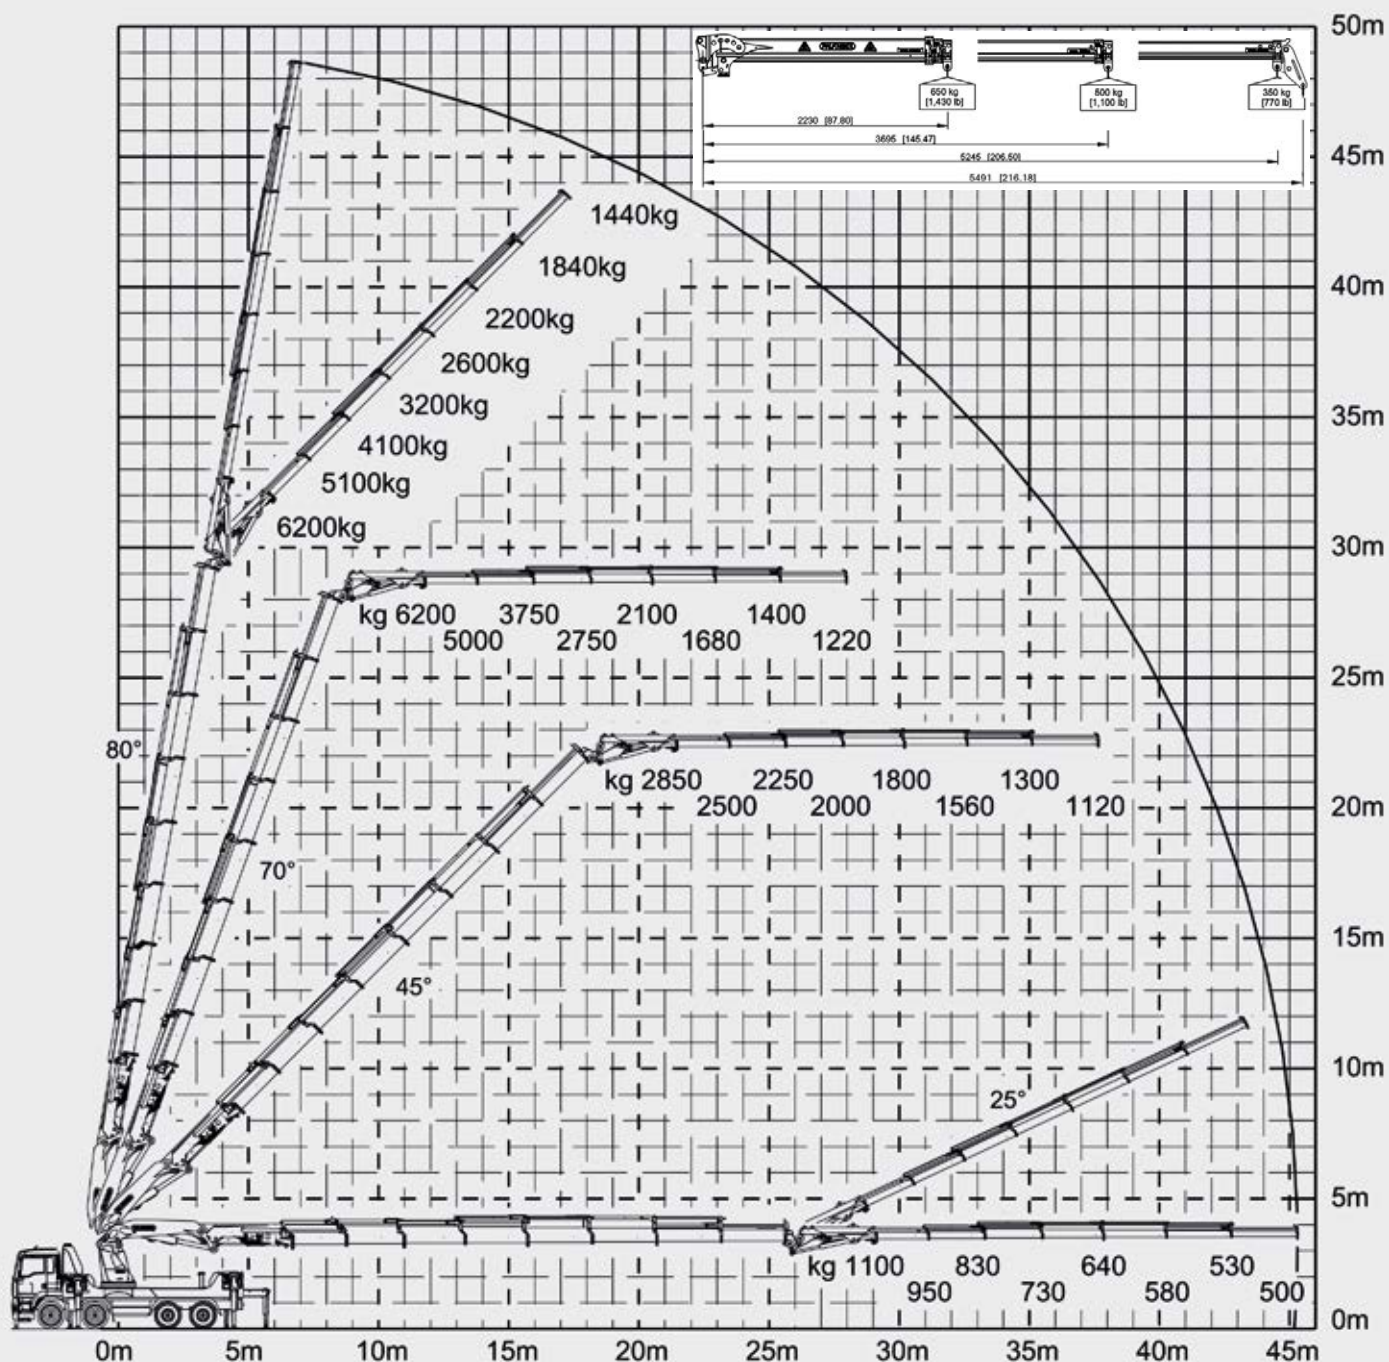 50m
650 kg
[1,430 lb]
500 kg
[1,100 lb]
350 kg
[770 lb]
2230 [87.80]
3695 [145.47]
5245 [206.50]
5491 [216.18]
45m
1440kg
1840kg
40m
2200kg
2600kg
3200kg
35m
4100kg
5100kg
6200kg
30m
kg 6200 3750 2100 1400
5000 2750 1680 1220
25m
80°
kg 2850 2250 1800 1300
2500 2000 1560 1120
20m
70°
15m
45°
10m
25°
5m
kg 1100 830 640 530
950 730 580 500
0m
0m 5m 10m 15m 20m 25m 30m 35m 40m 45m